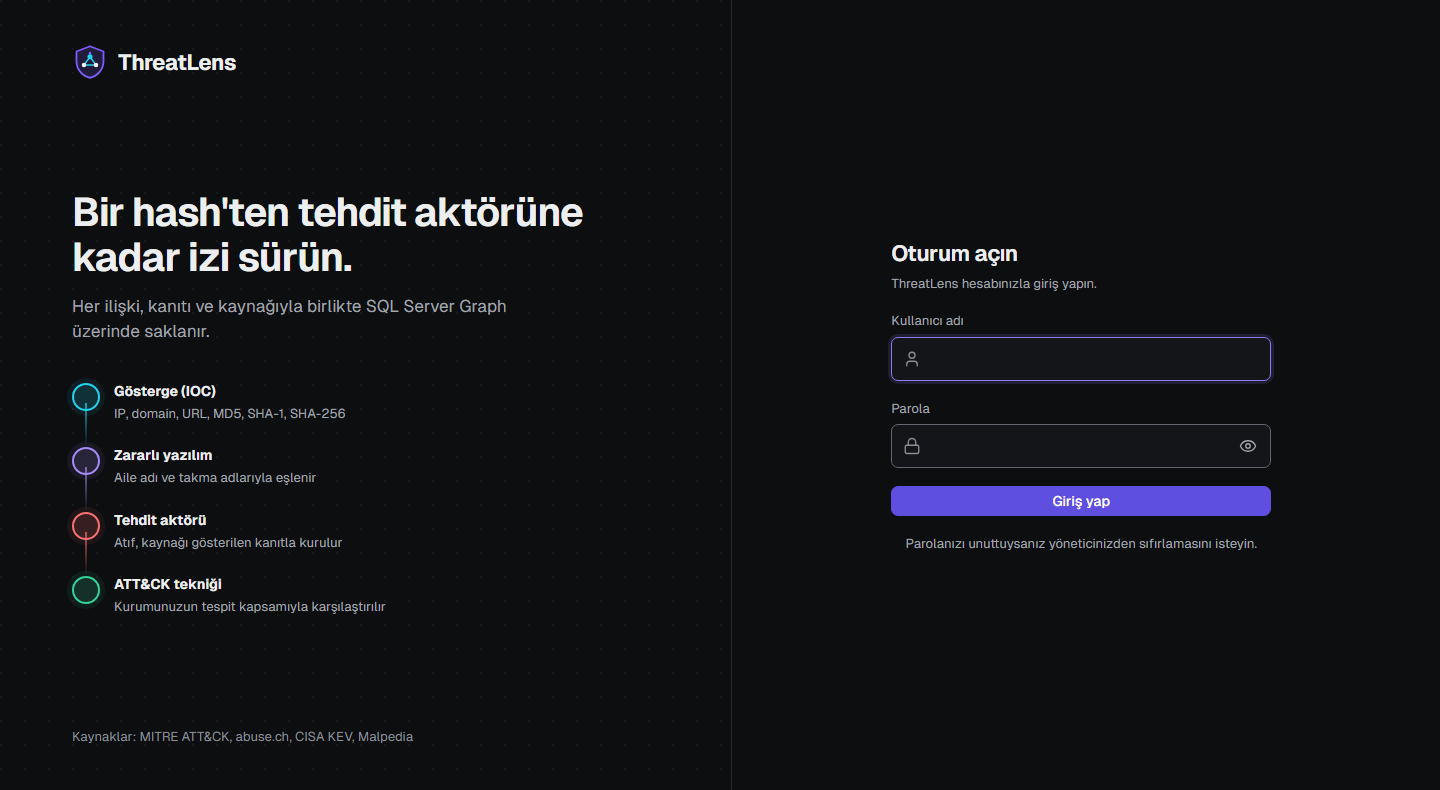 ThreatLens
Bir hash'ten tehdit aktörüne
kadar izi sürün.
Her ilişki, kanıtı ve kaynağıyla birlikte SQL Server Graph
üzerinde saklanır.
Gösterge (IOC)
IP, domain, URL, MD5, SHA-1, SHA-256
Zararlı yazılım
Aile adı ve takma adlarıyla eşlenir
Tehdit aktörü
Atıf, kaynağı gösterilen kanıtla kurulur
ATT&CK tekniği
Kurumunuzun tespit kapsamıyla karşılaştırılır
Kaynaklar: MITRE ATT&CK, abuse.ch, CISA KEV, Malpedia
Oturum açın
ThreatLens hesabınızla giriş yapın.
Kullanıcı adı
Parola
Giriş yap
Parolanızı unuttuysanız yöneticinizden sıfırlamasını isteyin.